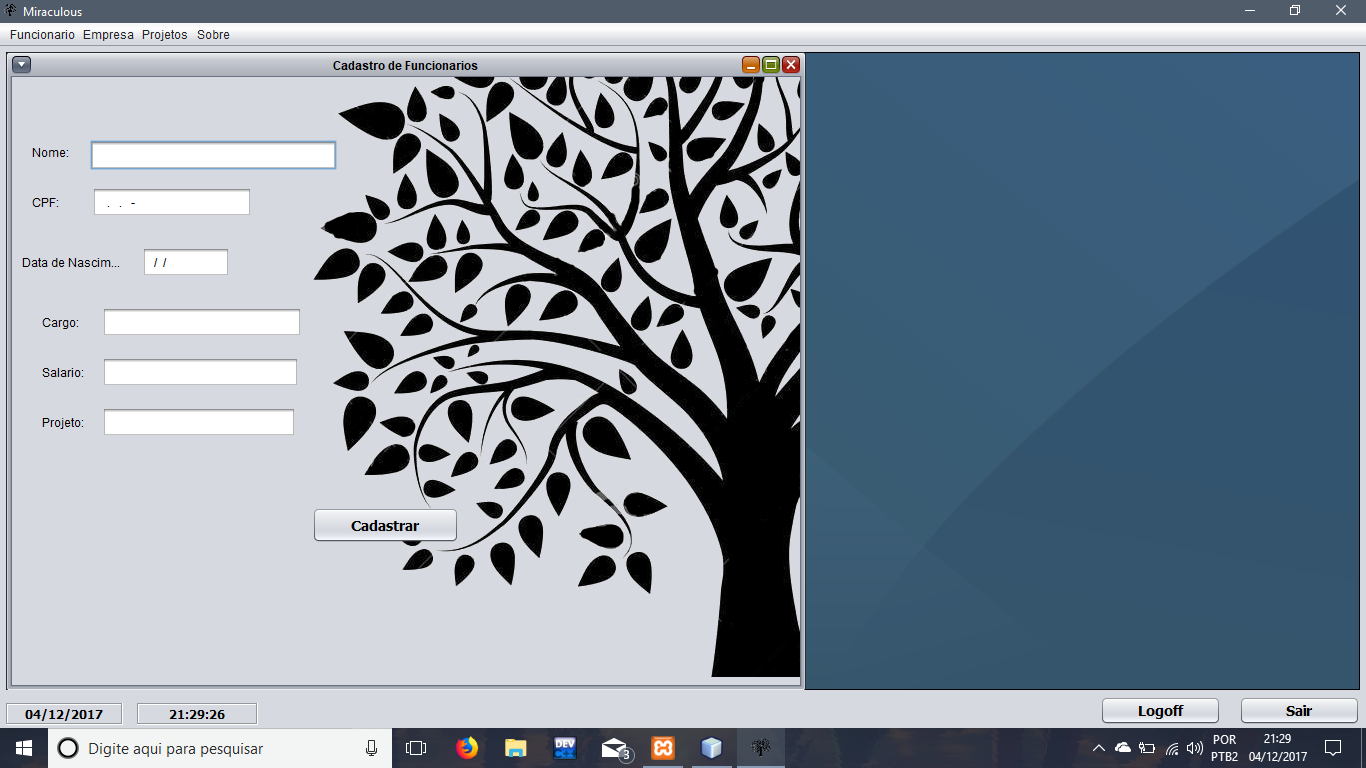 Miraculous
Funcionario Empresa Projetos Sobre
Cadastro de Funcionarios
Nome:
CPF: . . -
Data de Nascim... / /
Cargo:
Salario:
Projeto:
Cadastrar
04/12/2017 21:29:26 Logoff Sair
Digite aqui para pesquisar
DEV
3
POR 21:29
PTB2 04/12/2017